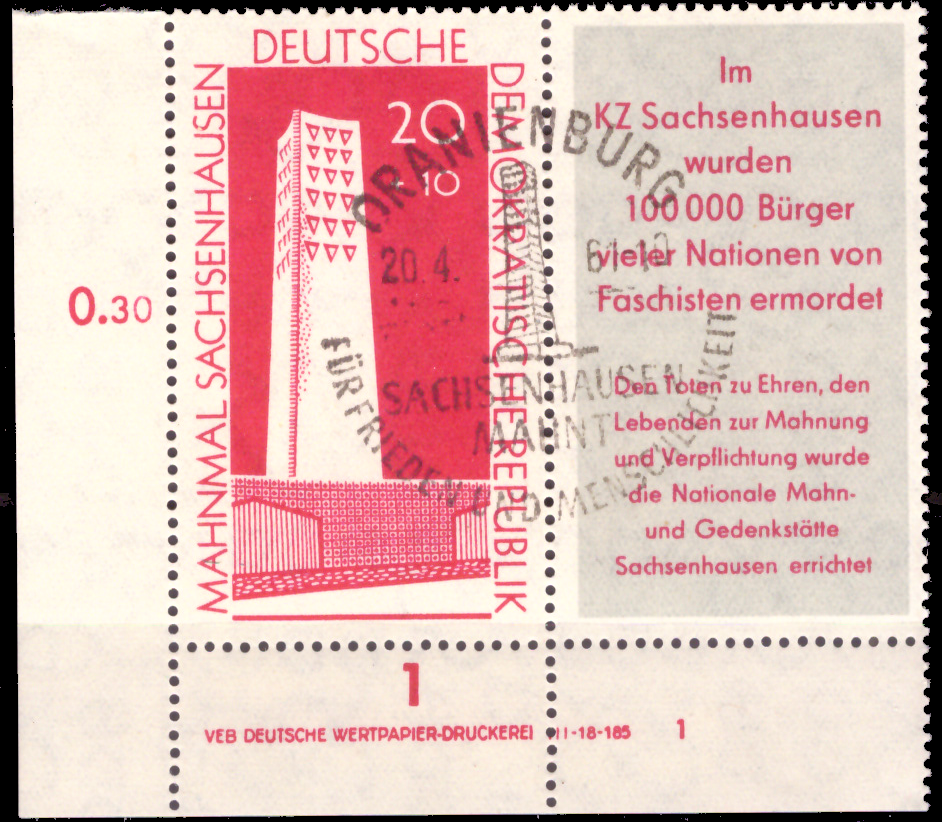 DEUTSCHE
DEMOKRATISCHE REPUBLIK
MAHNMAL SACHSENHAUSEN
20
+10
0.30
Im
KZ Sachsenhausen
wurden
100 000 Bürger
vieler Nationen von
Faschisten ermordet
Den Toten zu Ehren, den
Lebenden zur Mahnung
und Verpflichtung wurde
die Nationale Mahn-
und Gedenkstätte
Sachsenhausen errichtet
ORANIENBURG
20.4.
61-12
SACHSENHAUSEN
MAHNT
FÜR FRIEDEN UND MENSCHLICHKEIT
1
VEB DEUTSCHE WERTPAPIER-DRUCKEREI III-18-185 1